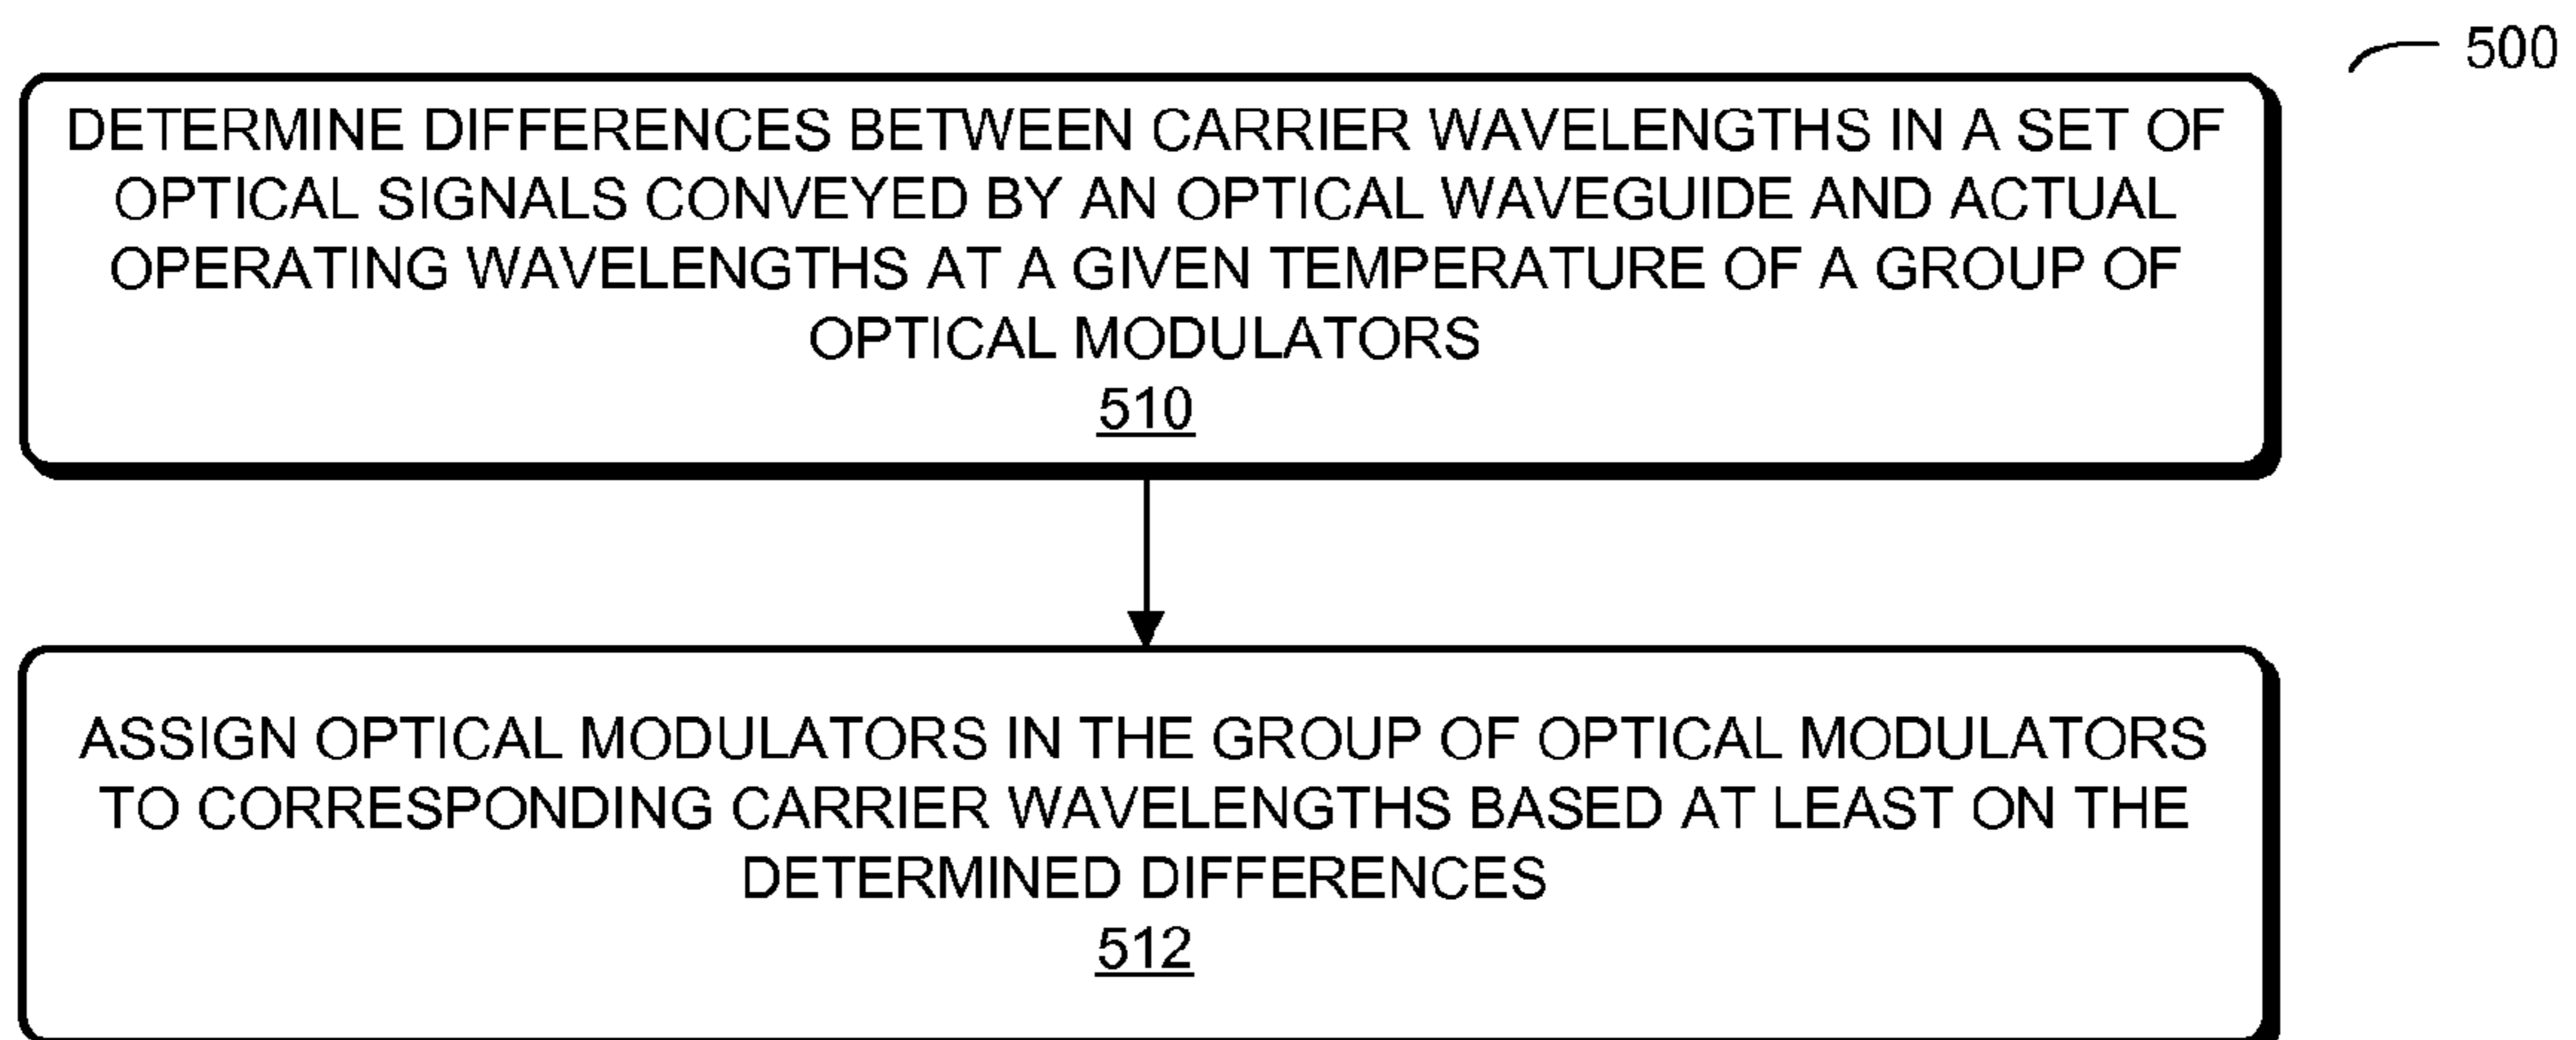 500
DETERMINE DIFFERENCES BETWEEN CARRIER WAVELENGTHS IN A SET OF
OPTICAL SIGNALS CONVEYED BY AN OPTICAL WAVEGUIDE AND ACTUAL
OPERATING WAVELENGTHS AT A GIVEN TEMPERATURE OF A GROUP OF
OPTICAL MODULATORS
510
ASSIGN OPTICAL MODULATORS IN THE GROUP OF OPTICAL MODULATORS
TO CORRESPONDING CARRIER WAVELENGTHS BASED AT LEAST ON THE
DETERMINED DIFFERENCES
512